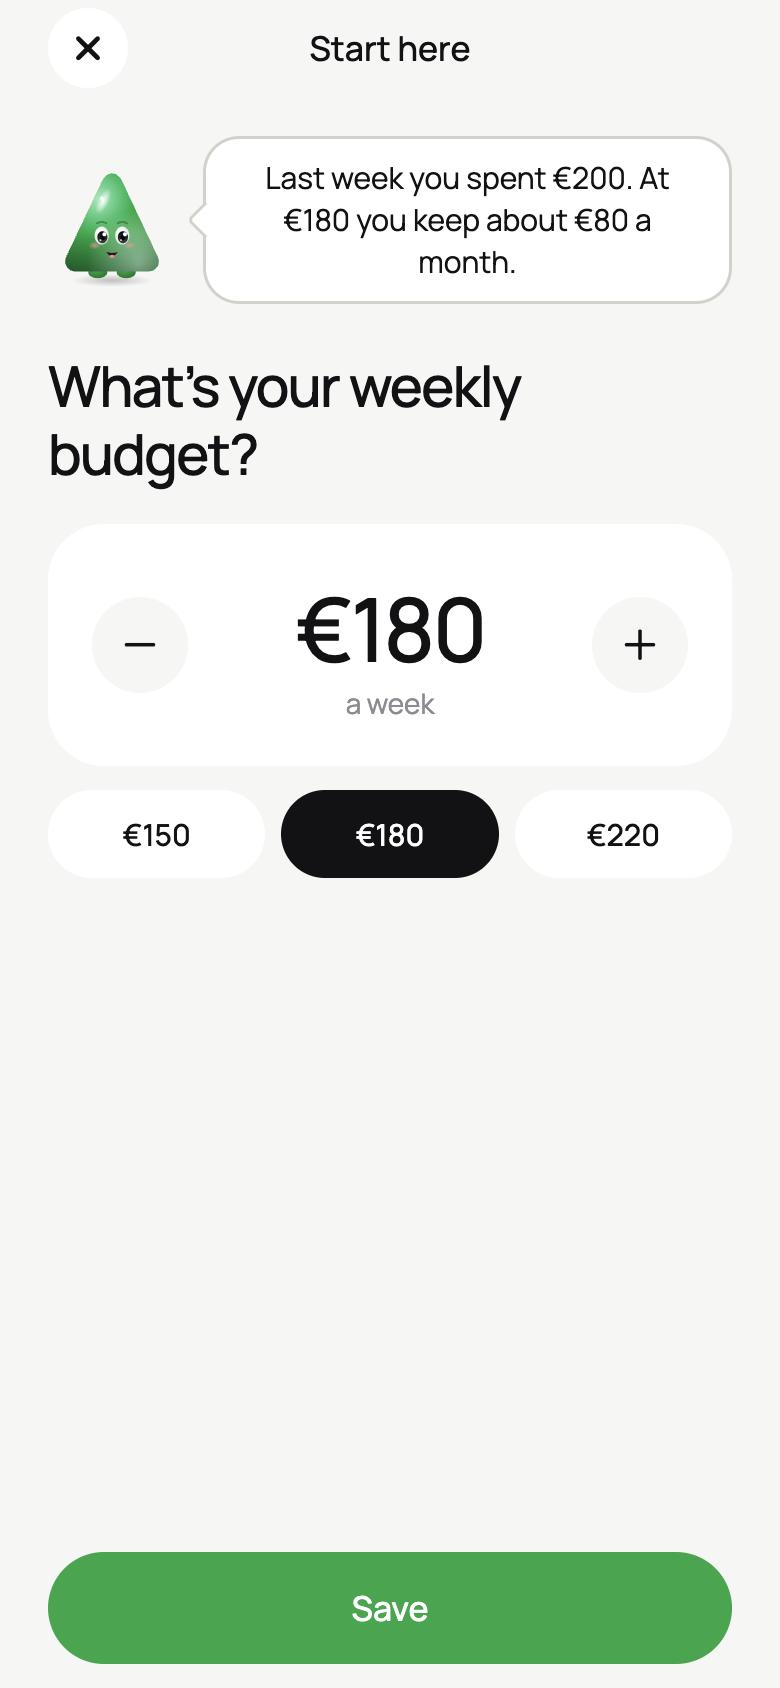 Start here
Last week you spent €200. At
€180 you keep about €80 a
month.
What’s your weekly
budget?
€180
a week
€150
€180
€220
Save